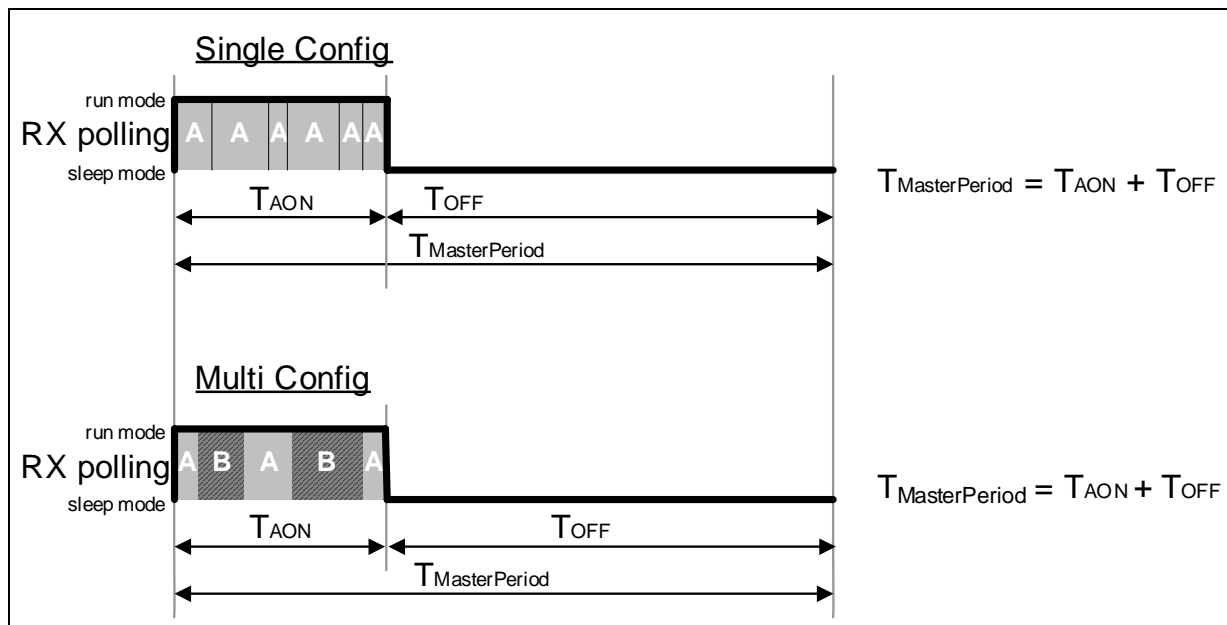 Single Config
run mode
RX polling
A A A A A A
sleep mode
TAON TOFF
TMasterPeriod
TMasterPeriod = TAON + TOFF
Multi Config
run mode
RX polling
A B A B A
sleep mode
TAON TOFF
TMasterPeriod
TMasterPeriod = TAON + TOFF